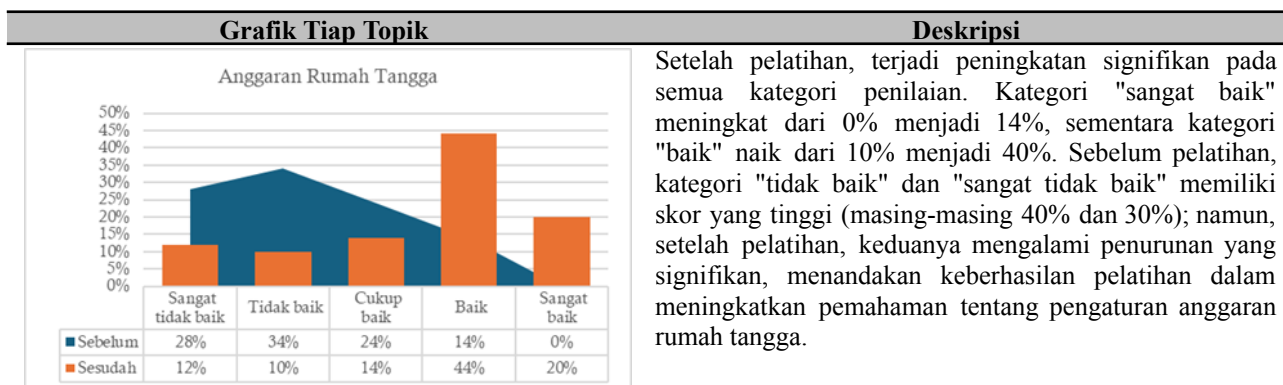 Grafik Tiap Topik Deskripsi
Anggaran Rumah Tangga
50%
45%
40%
35%
30%
25%
20%
15%
10%
5%
0%
Sangat tidak baik Tidak baik Cukup baik Baik Sangat baik
Sebelum 28% 34% 24% 14% 0%
Sesudah 12% 10% 14% 44% 20%
Setelah pelatihan, terjadi peningkatan signifikan pada
semua kategori penilaian. Kategori "sangat baik"
meningkat dari 0% menjadi 14%, sementara kategori
"baik" naik dari 10% menjadi 40%. Sebelum pelatihan,
kategori "tidak baik" dan "sangat tidak baik" memiliki
skor yang tinggi (masing-masing 40% dan 30%); namun,
setelah pelatihan, keduanya mengalami penurunan yang
signifikan, menandakan keberhasilan pelatihan dalam
meningkatkan pemahaman tentang pengaturan anggaran
rumah tangga.